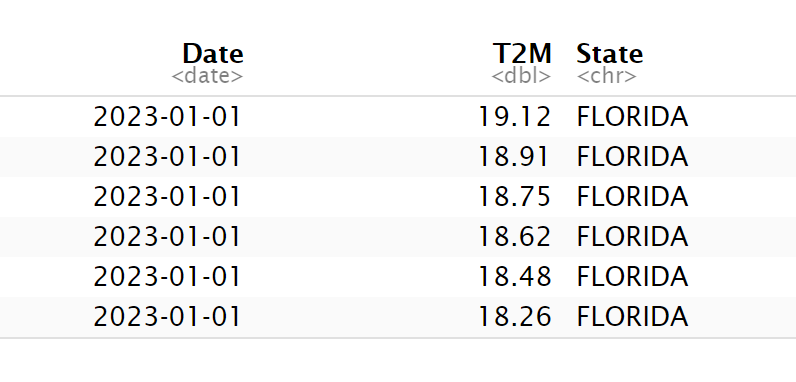 Date T2M State
<date> <dbl> <chr>
2023-01-01 19.12 FLORIDA
2023-01-01 18.91 FLORIDA
2023-01-01 18.75 FLORIDA
2023-01-01 18.62 FLORIDA
2023-01-01 18.48 FLORIDA
2023-01-01 18.26 FLORIDA